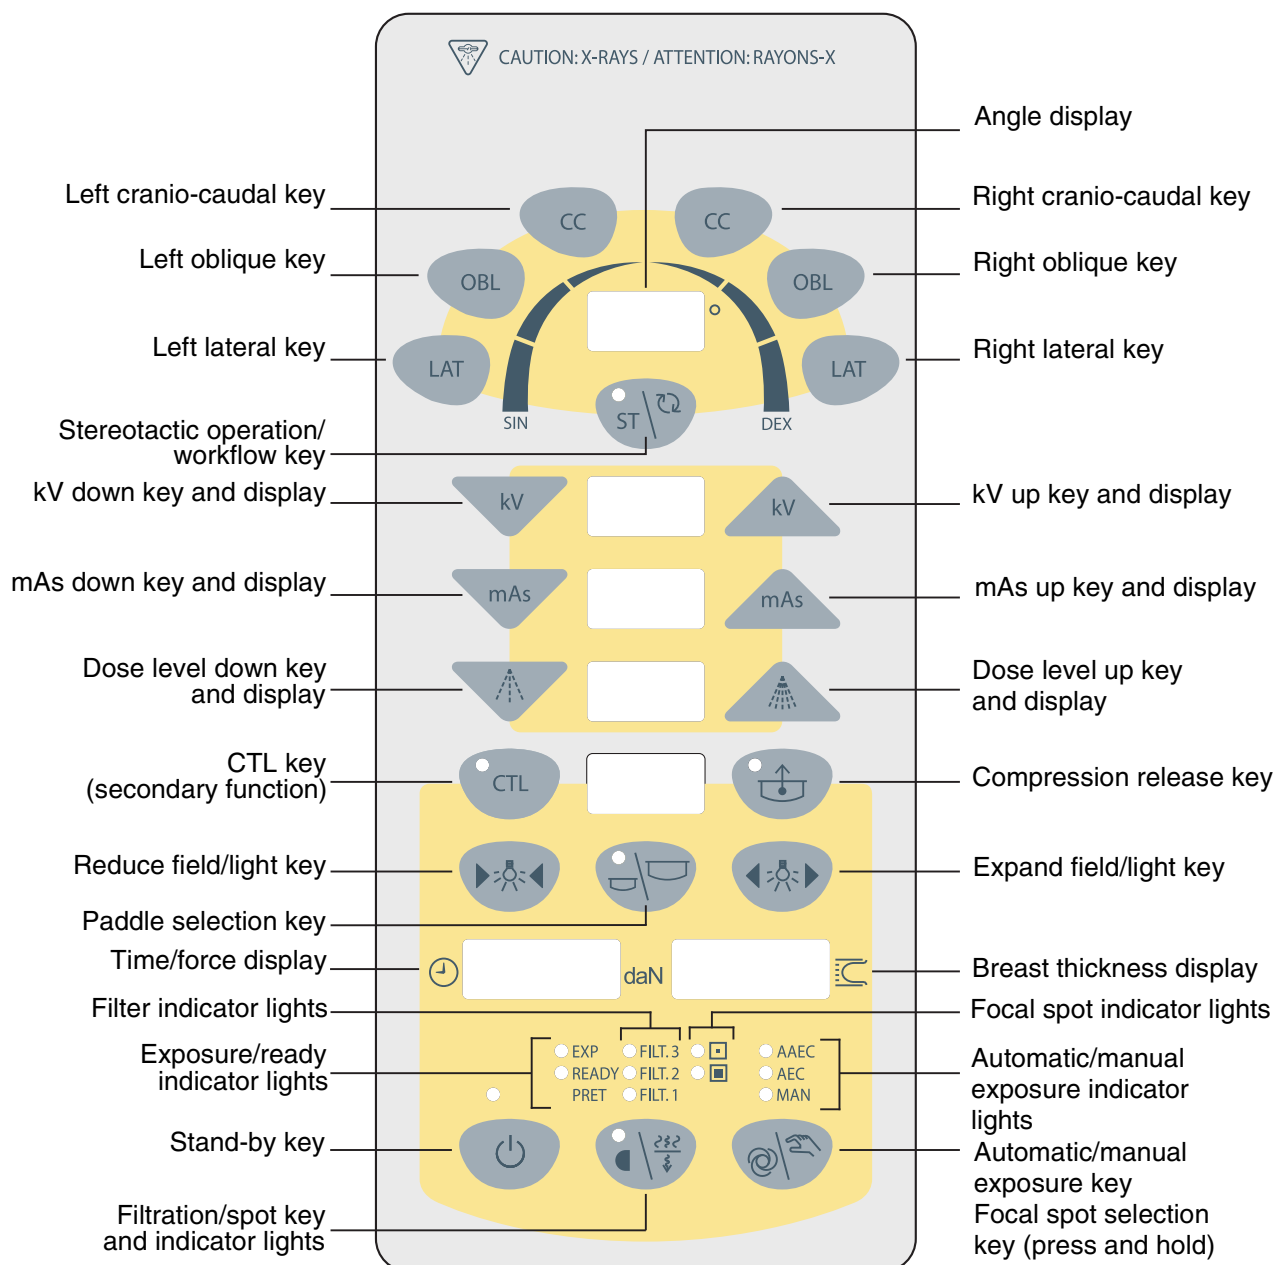 CAUTION: X-RAYS / ATTENTION: RAYONS-X
Angle display
Left cranio-caudal key
CC
CC
Right cranio-caudal key
Left oblique key
OBL
OBL
Right oblique key
Left lateral key
LAT
LAT
Right lateral key
SIN
ST
DEX
Stereotactic operation/
workflow key
kV down key and display
kV
kV
kV up key and display
mAs down key and display
mAs
mAs
mAs up key and display
Dose level down key
and display
Dose level up key
and display
CTL key
(secondary function)
CTL
Compression release key
Reduce field/light key
Expand field/light key
Paddle selection key
Time/force display
daN
Breast thickness display
Filter indicator lights
Focal spot indicator lights
Exposure/ready
indicator lights
EXP FILT. 3 AAEC
READY FILT. 2 AEC
PRET FILT. 1 MAN
Automatic/manual
exposure indicator
lights
Stand-by key
Automatic/manual
exposure key
Focal spot selection
key (press and hold)
Filtration/spot key
and indicator lights